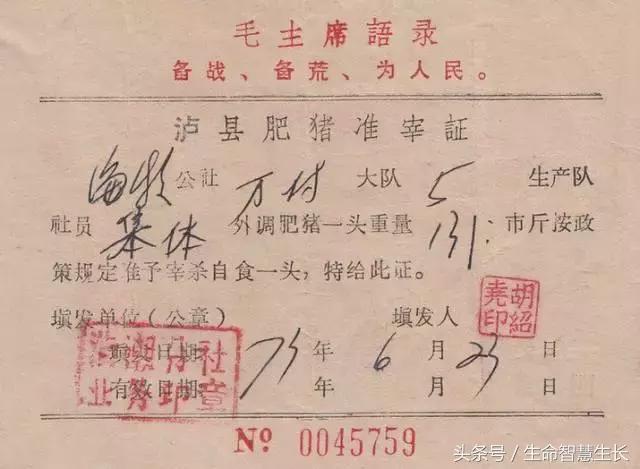 毛主席語录
备战、备荒、为人民。
泸县肥猪准宰証
海潮公社 万村 大队 5 生产队
社员 集体 外调肥猪一头重量 131: 市斤按政
策规定准予宰杀自食一头，特给此证。
填发单位(公章) 填发人
胡紹尧印
填发日期: 75 年 6 月 23 日
有效日期: 年 月 日
№ 0045759
头条号／生命智慧生长